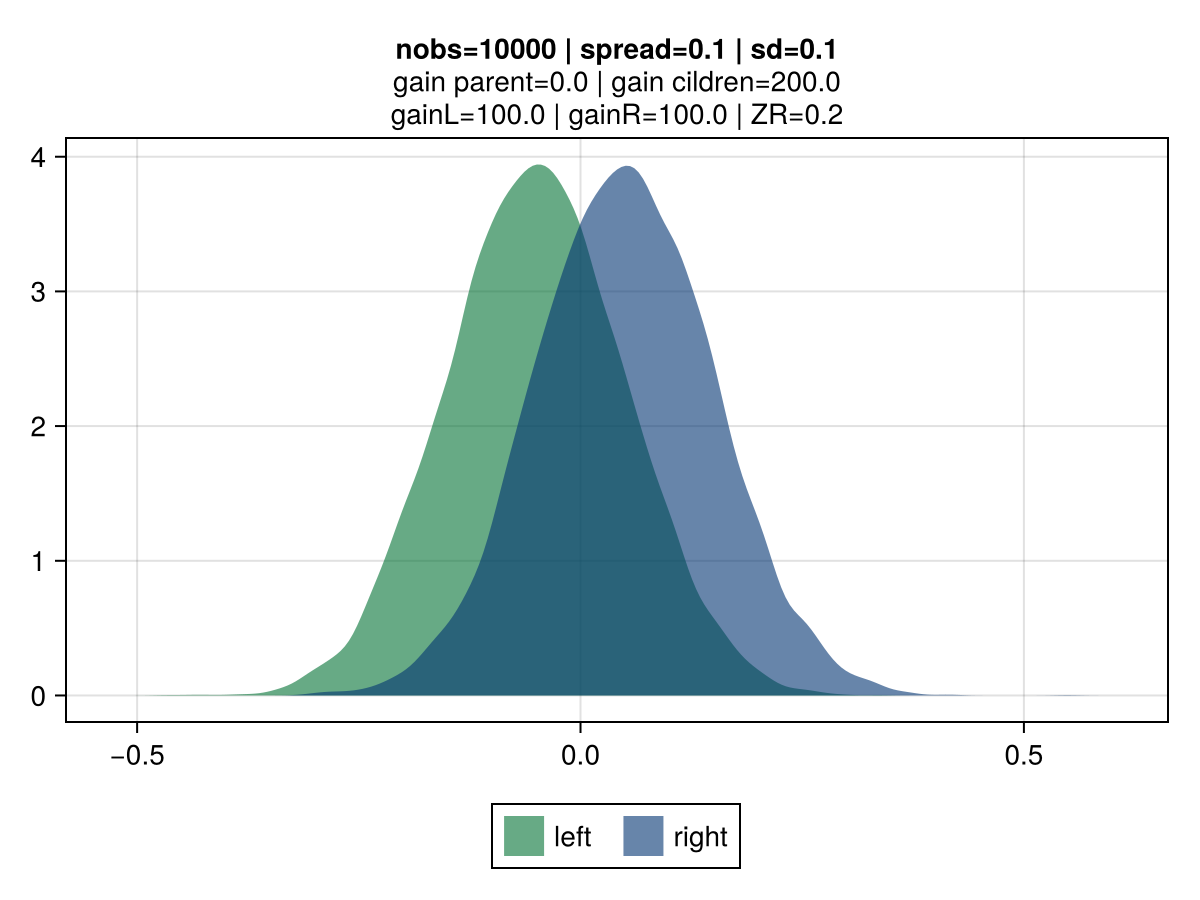 nobs=10000 | spread=0.1 | sd=0.1
gain parent=0.0 | gain cildren=200.0
gainL=100.0 | gainR=100.0 | ZR=0.2
4
3
2
1
0
−0.5 0.0 0.5
left right